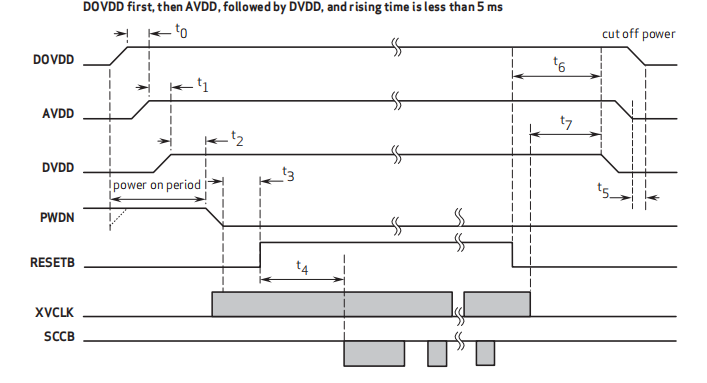 DOVDD first, then AVDD, followed by DVDD, and rising time is less than 5 ms
t0
cut off power
DOVDD
t6
t1
AVDD
t7
t2
DVDD
t3
power on period
t5
PWDN
RESETB
t4
XVCLK
SCCB